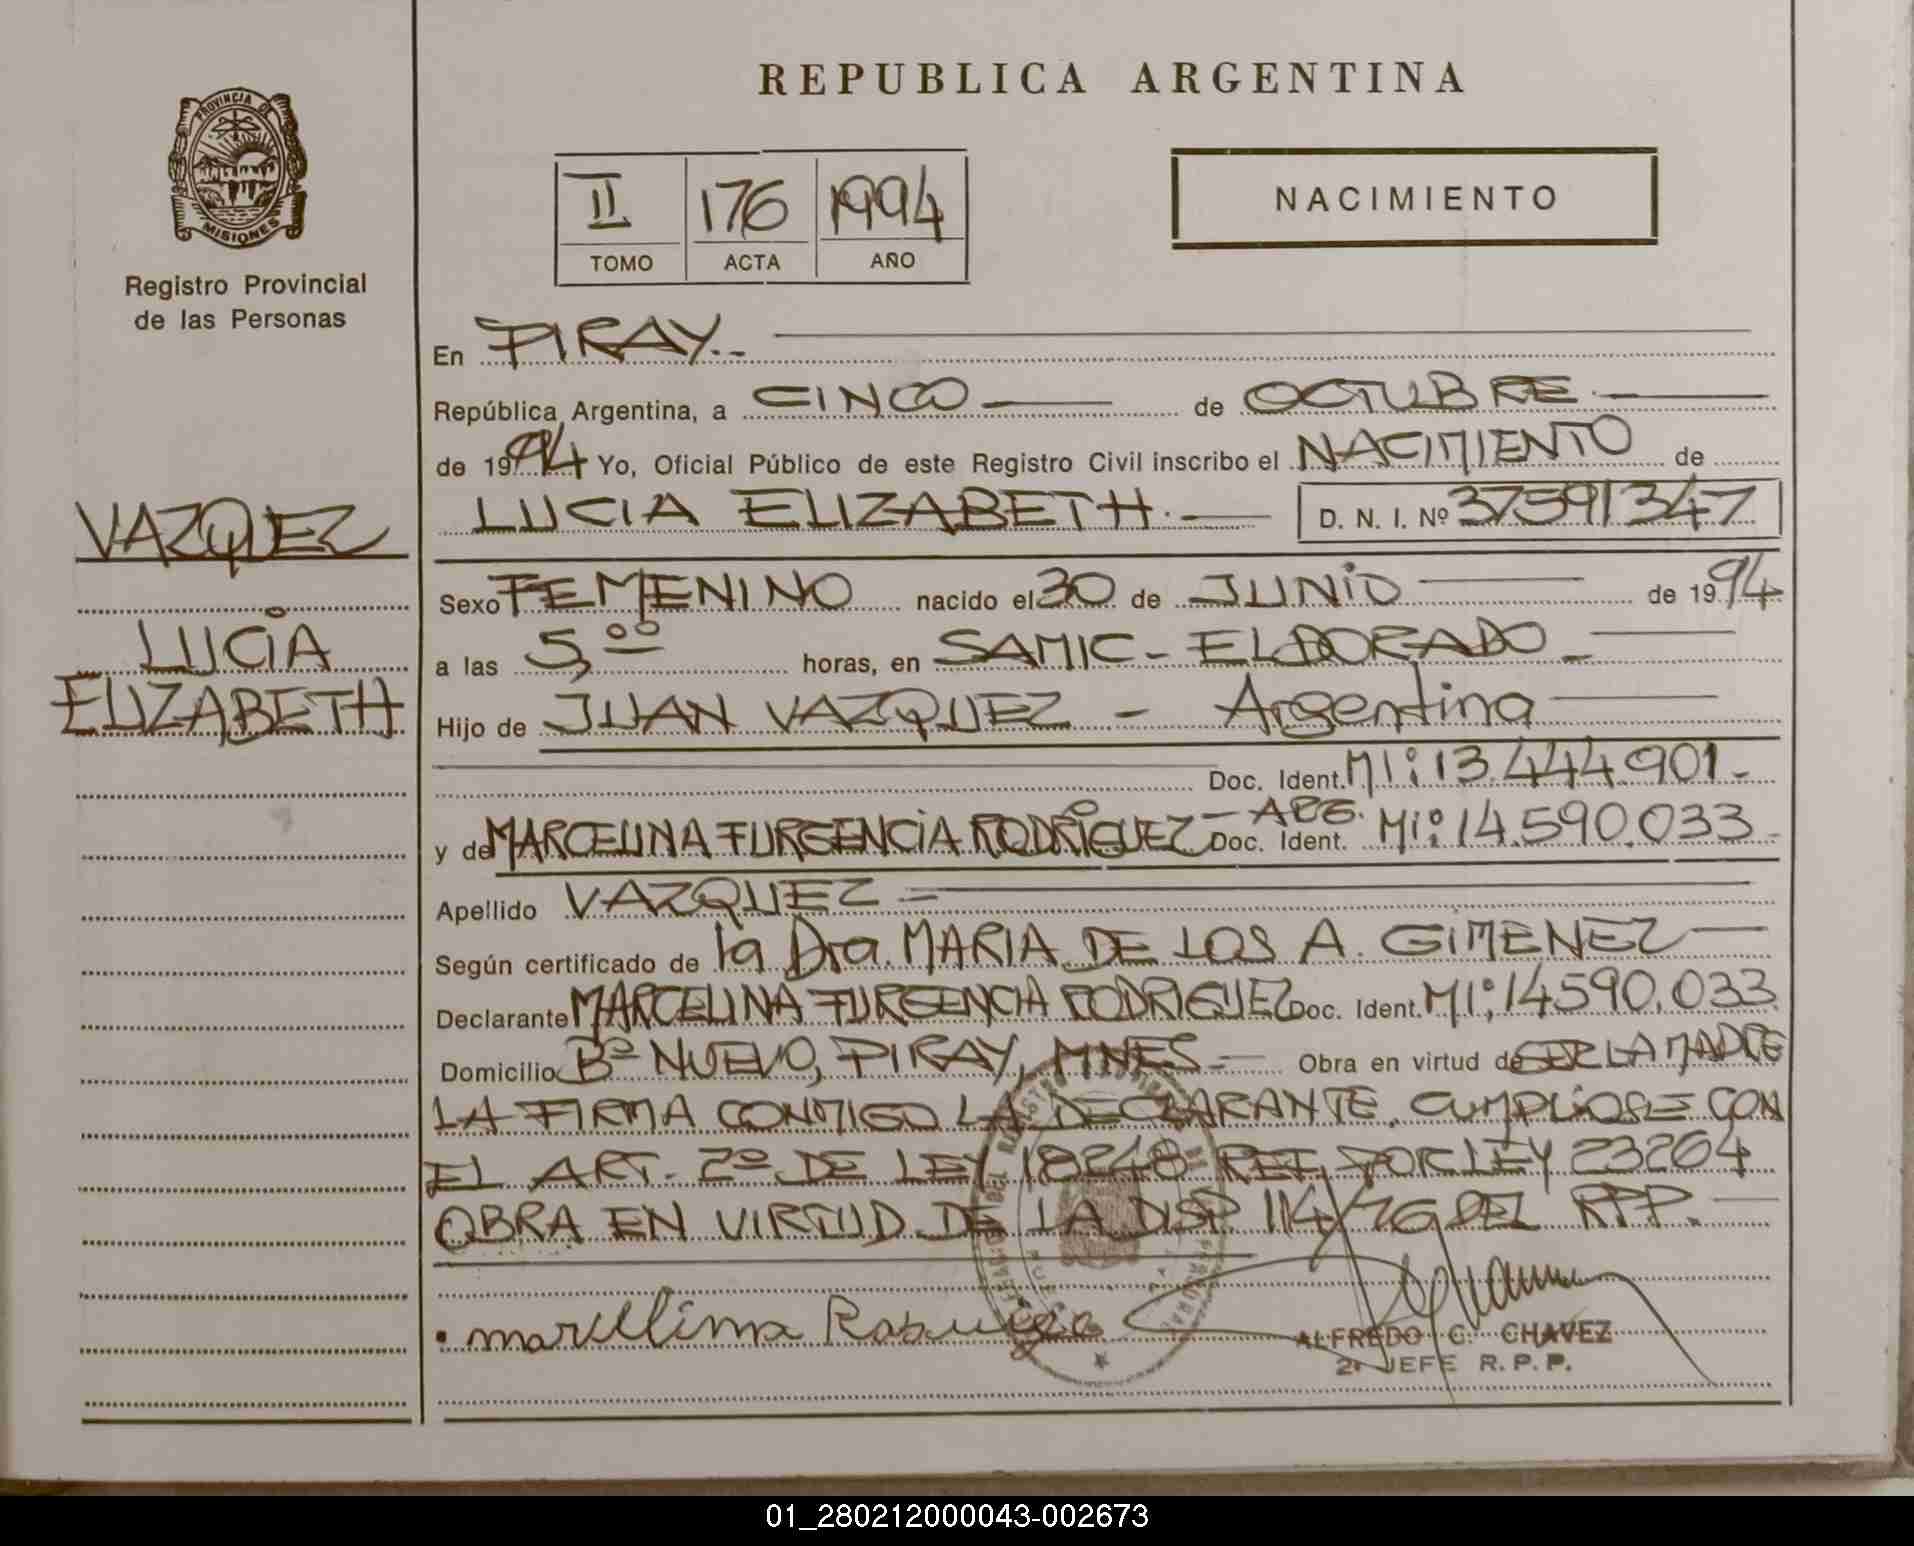 REPUBLICA ARGENTINA
PROVINCIA DE
MISIONES
Registro Provincial
de las Personas
II 176 1994
TOMO ACTA AÑO
NACIMIENTO
VAZQUEZ
LUCIA
ELIZABETH
En PIRAY.-
República Argentina, a CINCO de OCTUBRE.
de 1994 Yo, Oficial Público de este Registro Civil inscribo el NACIMIENTO de
LUCIA ELIZABETH.- D. N. I. Nº 37591347
Sexo FEMENINO nacido el 30 de JUNIO de 1994
a las 5,00 horas, en SAMIC - ELDORADO -
Hijo de JUAN VAZQUEZ - Argentina
Doc. Ident. MI: 13.444.901-
y de MARCELINA FURGENCIA RODRIGUEZ - ARG. Doc. Ident. MI: 14.590.033-
Apellido VAZQUEZ -
Según certificado de la Dra. MARIA DE LOS A. GIMENEZ
Declarante MARCELINA FURGENCIA RODRIGUEZ Doc. Ident. MI: 14590.033
Domicilio Bº NUEVO, PIRAY, MNES - Obra en virtud de SER LA MADRE
LA FIRMA CONMIGO LA DECLARANTE. CUMPLIOSE CON
EL ART. 2º DE LEY 18248 REF. POR LEY 23264
OBRA EN VIRTUD DE LA DISP. 114/76 DEL RPP.
ALFREDO C. CHAVEZ
2º JEFE R. P. P.
01_280212000043-002673